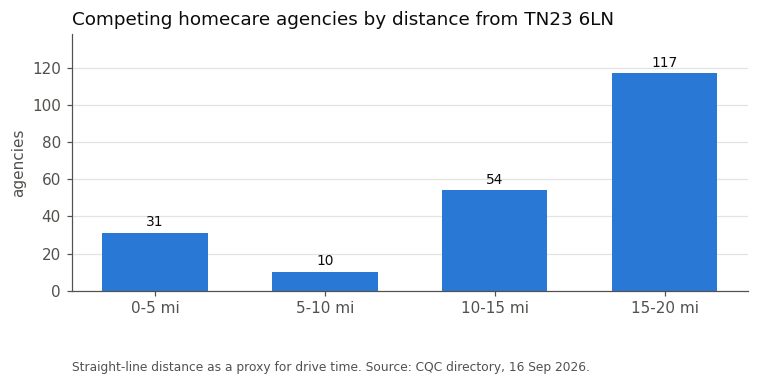 Competing homecare agencies by distance from TN23 6LN
agencies
120
100
80
60
40
20
0
31
10
54
117
0-5 mi
5-10 mi
10-15 mi
15-20 mi
Straight-line distance as a proxy for drive time. Source: CQC directory, 16 Sep 2026.